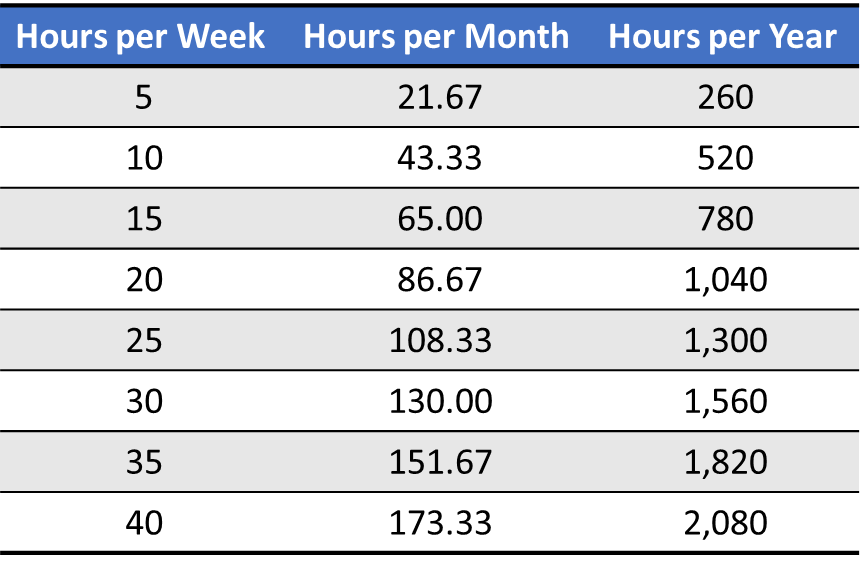 Hours per Week Hours per Month Hours per Year
5 21.67 260
10 43.33 520
15 65.00 780
20 86.67 1,040
25 108.33 1,300
30 130.00 1,560
35 151.67 1,820
40 173.33 2,080